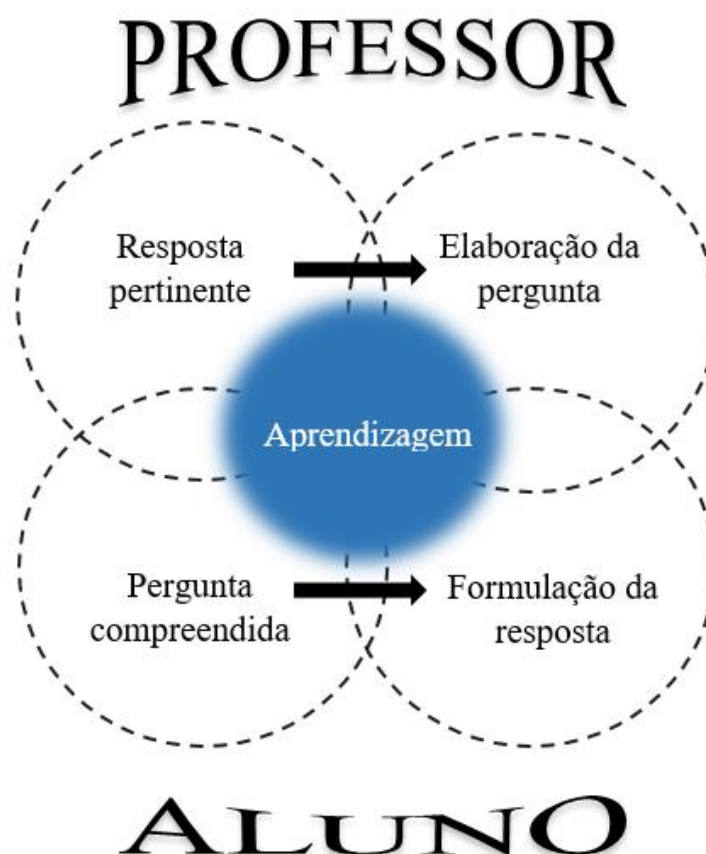 PROFESSOR
Resposta
pertinente
Elaboração da
pergunta
Aprendizagem
Pergunta
compreendida
Formulação da
resposta
ALUNO